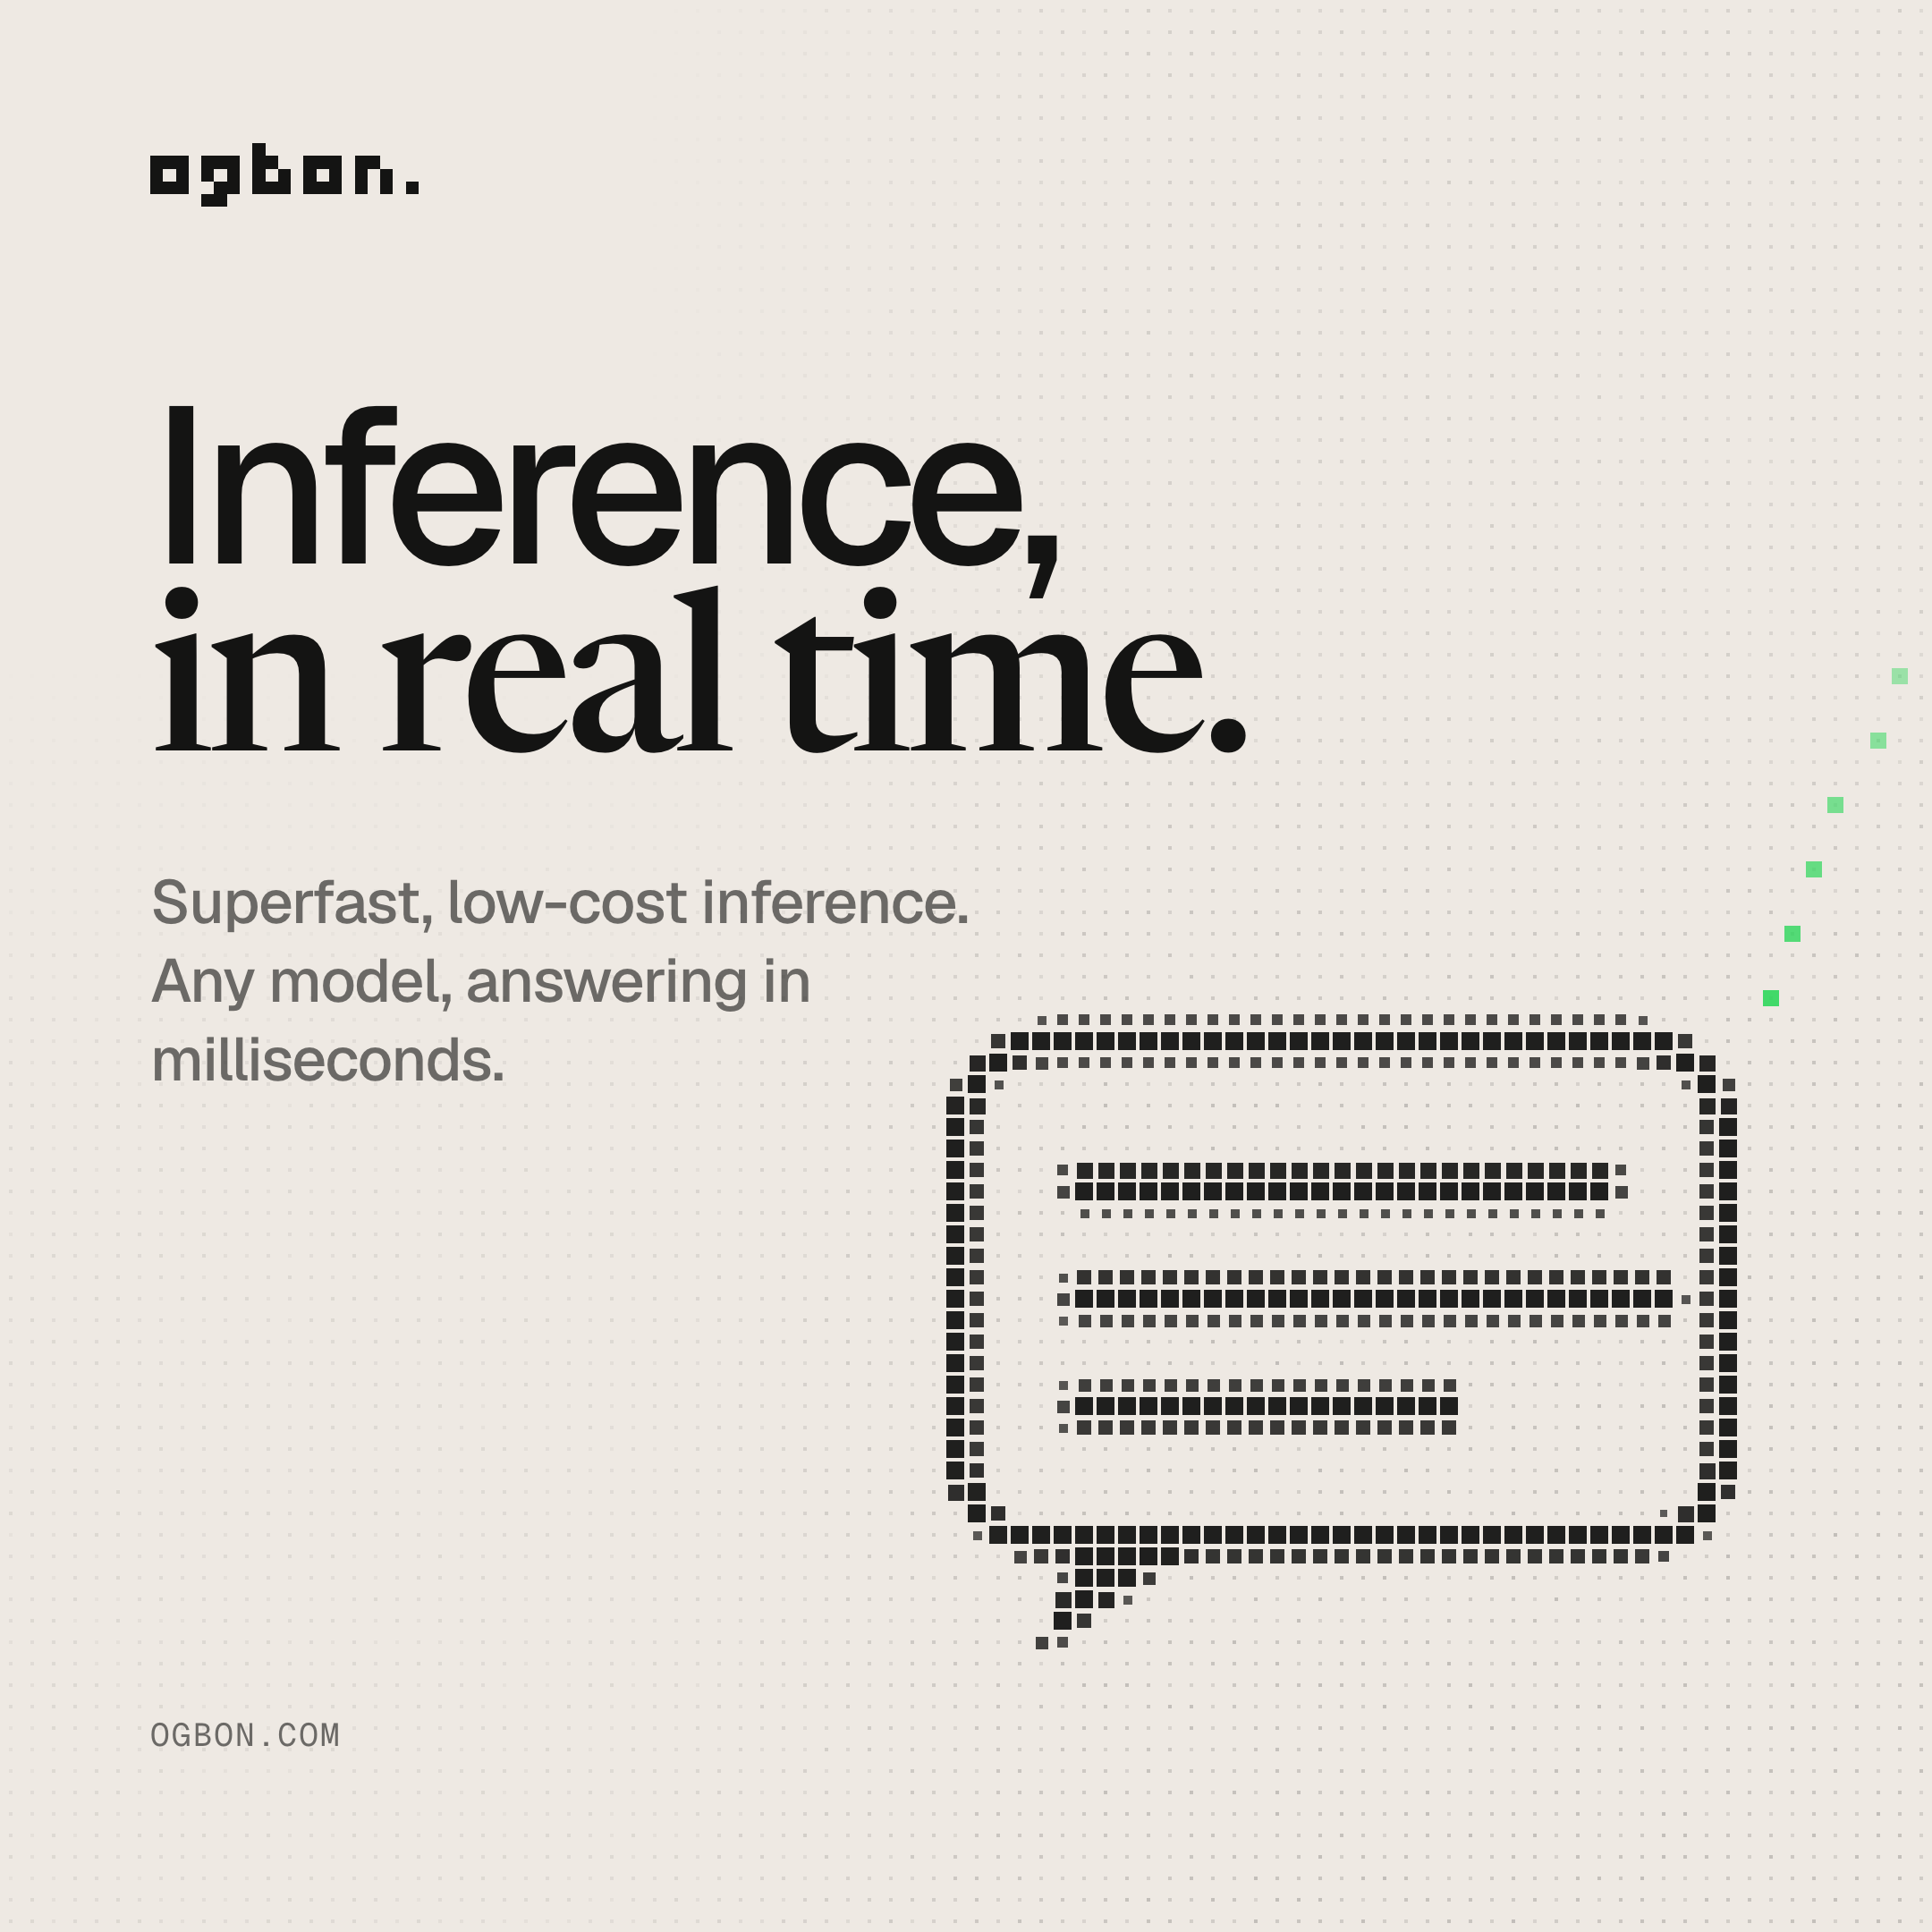 ogbon.
Inference,
in real time.
Superfast, low-cost inference.
Any model, answering in
milliseconds.
OGBON.COM